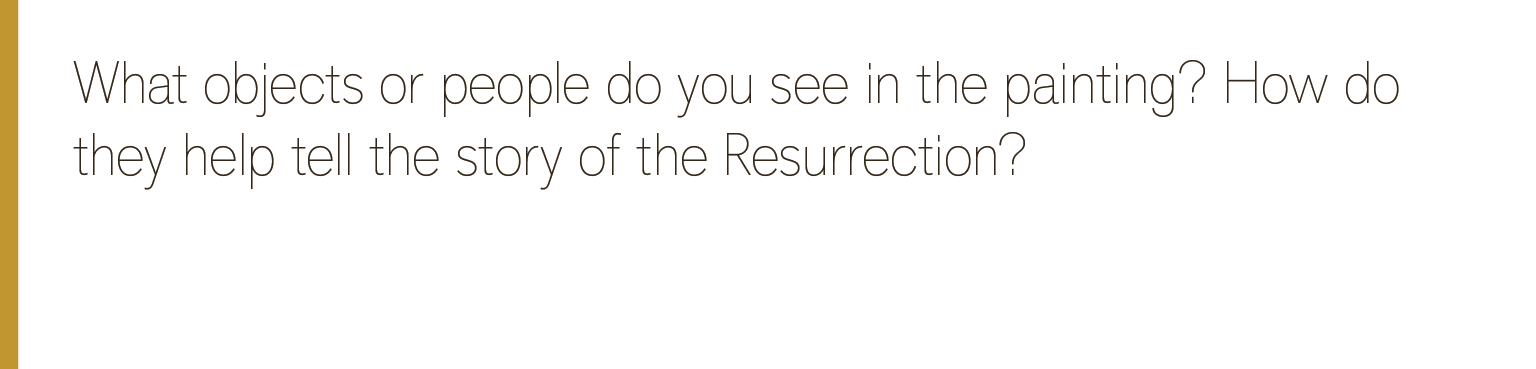 What objects or people do you see in the painting? How do
they help tell the story of the Resurrection?